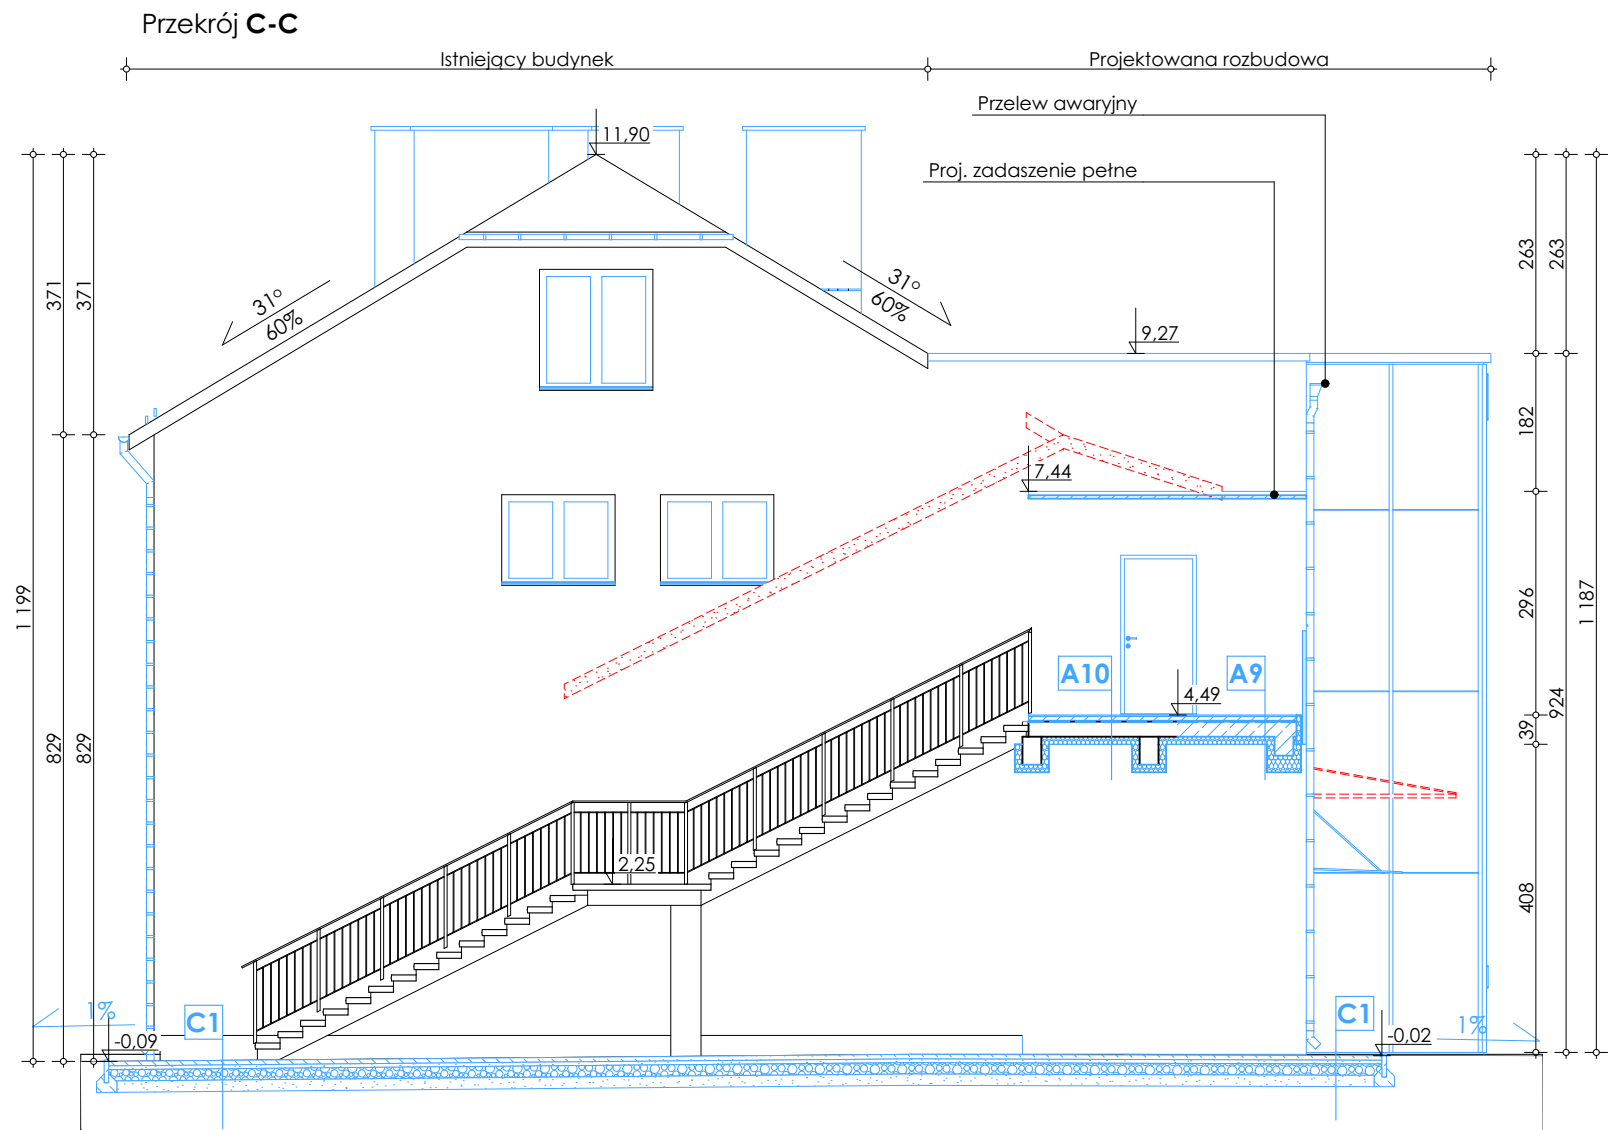 Przekrój C-C
Istniejący budynek
Projektowana rozbudowa
Przelew awaryjny
11,90
Proj. zadaszenie pełne
263
263
371
371
31°
60%
31°
60%
9,27
182
7,44
1 199
296
1 187
A10
A9
4,49
924
39
829
829
2,25
408
1%
C1
C1
1%
-0,09
-0,02